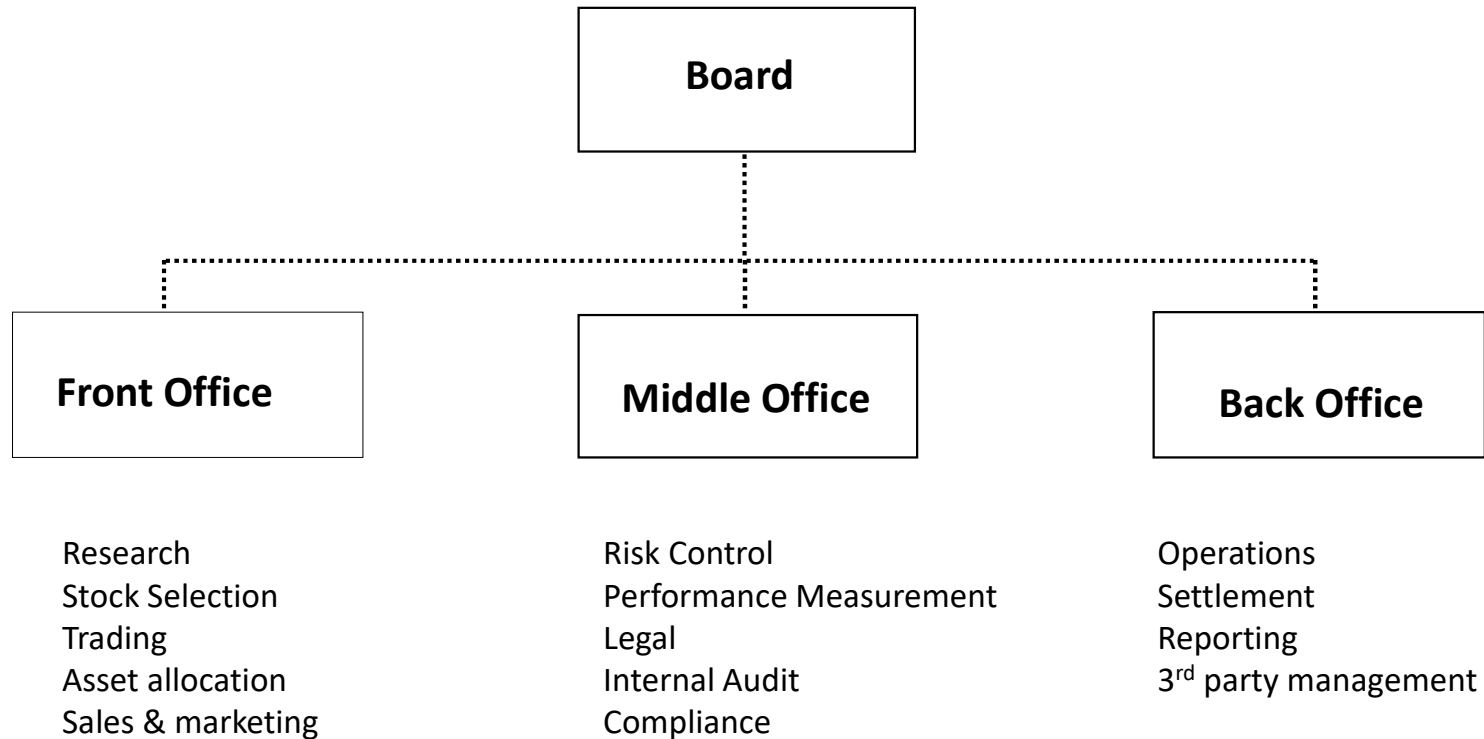 Board
Front Office
Middle Office
Back Office
Research
Stock Selection
Trading
Asset allocation
Sales & marketing
Risk Control
Performance Measurement
Legal
Internal Audit
Compliance
Operations
Settlement
Reporting
3rd party management